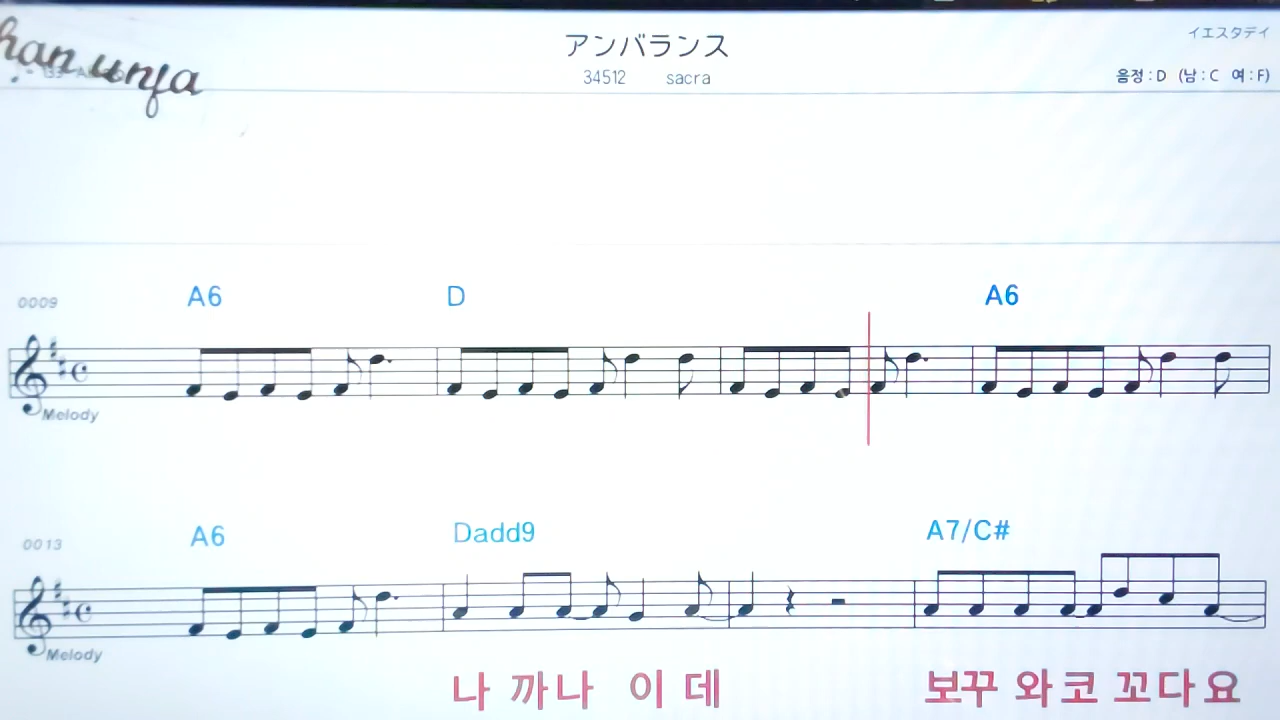 han unja
アンバランス
イエスタデイ
34512 sacra
음정 : D (남 : C 여 : F)
A6 D A6
0009
Melody
A6 Dadd9 A7/C#
0013
Melody
나 까나 이 데 보꾸 와코 꼬다요